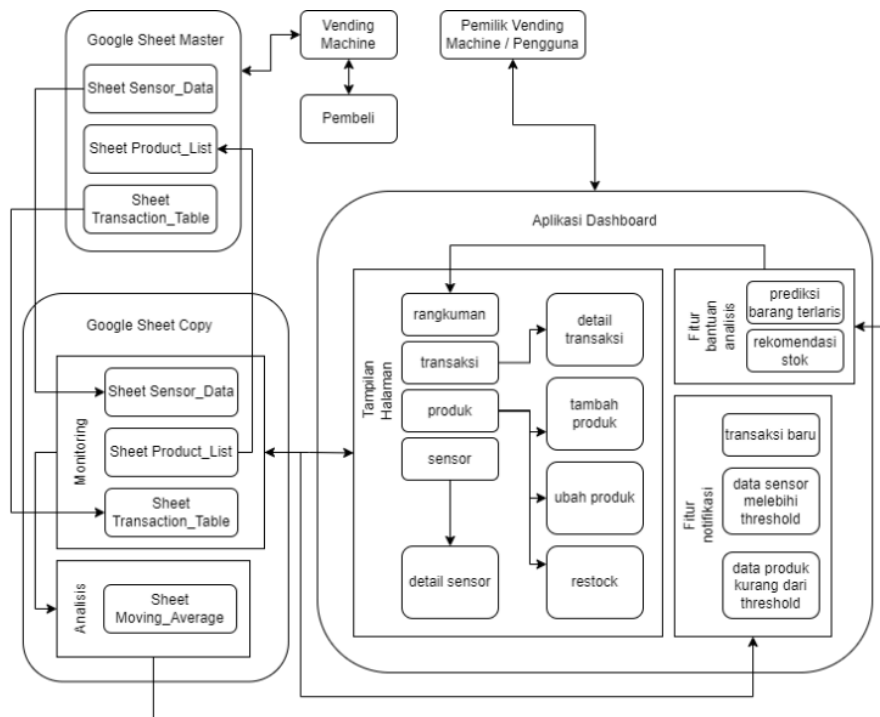 Google Sheet Master
Sheet Sensor_Data
Sheet Product_List
Sheet
Transaction_Table
Vending
Machine
Pembeli
Pemilik Vending
Machine / Pengguna
Google Sheet Copy
Monitoring
Sheet Sensor_Data
Sheet Product_List
Sheet
Transaction_Table
Analisis
Sheet
Moving_Average
Aplikasi Dashboard
Tampilan
Halaman
rangkuman
transaksi
produk
sensor
detail sensor
detail
transaksi
tambah
produk
ubah produk
restock
Fitur
bantuan
analisis
prediksi
barang terlaris
rekomendasi
stok
Fitur
notifikasi
transaksi baru
data sensor
melebihi
threshold
data produk
kurang dari
threshold